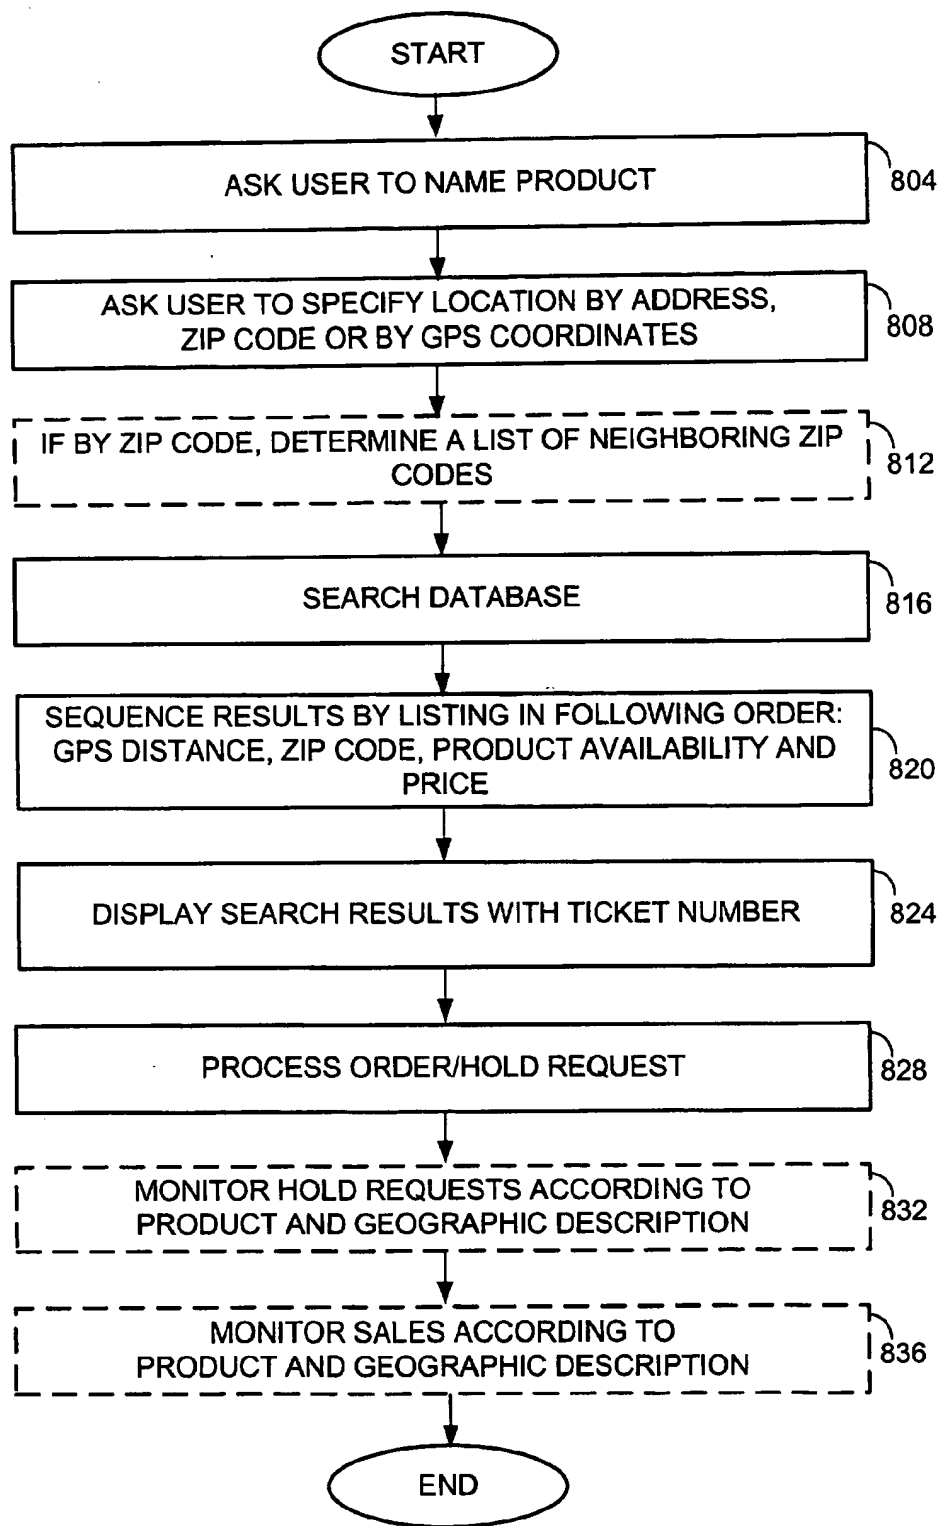 START
ASK USER TO NAME PRODUCT
804
ASK USER TO SPECIFY LOCATION BY ADDRESS,
ZIP CODE OR BY GPS COORDINATES
808
IF BY ZIP CODE, DETERMINE A LIST OF NEIGHBORING ZIP
CODES
812
SEARCH DATABASE
816
SEQUENCE RESULTS BY LISTING IN FOLLOWING ORDER:
GPS DISTANCE, ZIP CODE, PRODUCT AVAILABILITY AND
PRICE
820
DISPLAY SEARCH RESULTS WITH TICKET NUMBER
824
PROCESS ORDER/HOLD REQUEST
828
MONITOR HOLD REQUESTS ACCORDING TO
PRODUCT AND GEOGRAPHIC DESCRIPTION
832
MONITOR SALES ACCORDING TO
PRODUCT AND GEOGRAPHIC DESCRIPTION
836
END